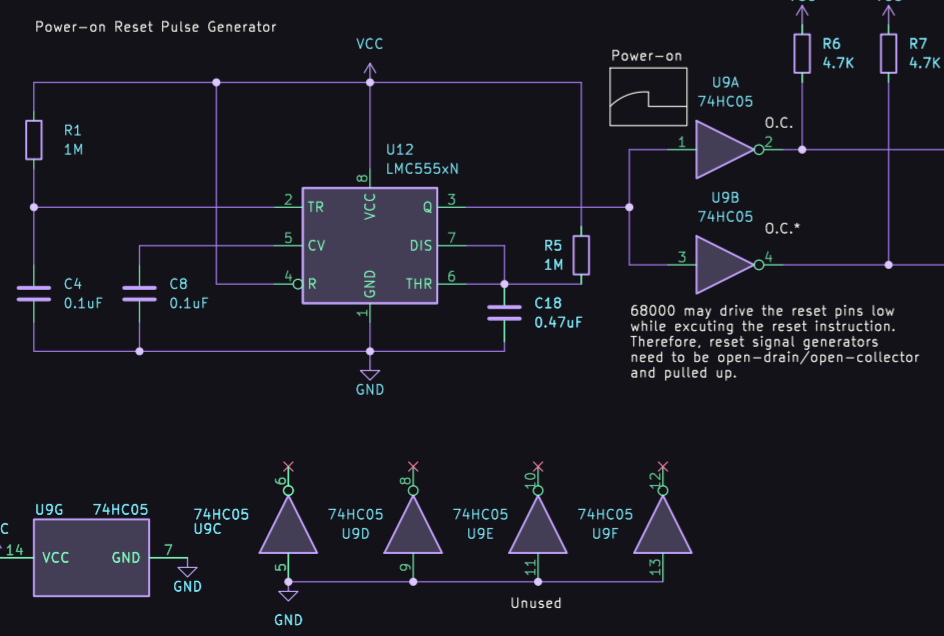 Power-on Reset Pulse Generator
VCC
Power-on
R6
4.7K
R7
4.7K
U9A
74HC05
O.C.
1
2
R1
1M
U12
LMC555xN
8
VCC
2
TR
Q
3
5
CV
DIS
7
4
R
THR
6
GND
1
U9B
74HC05
O.C.*
3
4
R5
1M
C4
0.1uF
C8
0.1uF
C18
0.47uF
GND
68000 may drive the reset pins low
while excuting the reset instruction.
Therefore, reset signal generators
need to be open-drain/open-collector
and pulled up.
U9G
74HC05
C
14
VCC
GND
7
GND
74HC05
U9C
6
5
74HC05
U9D
8
9
74HC05
U9E
10
11
74HC05
U9F
12
13
GND
Unused